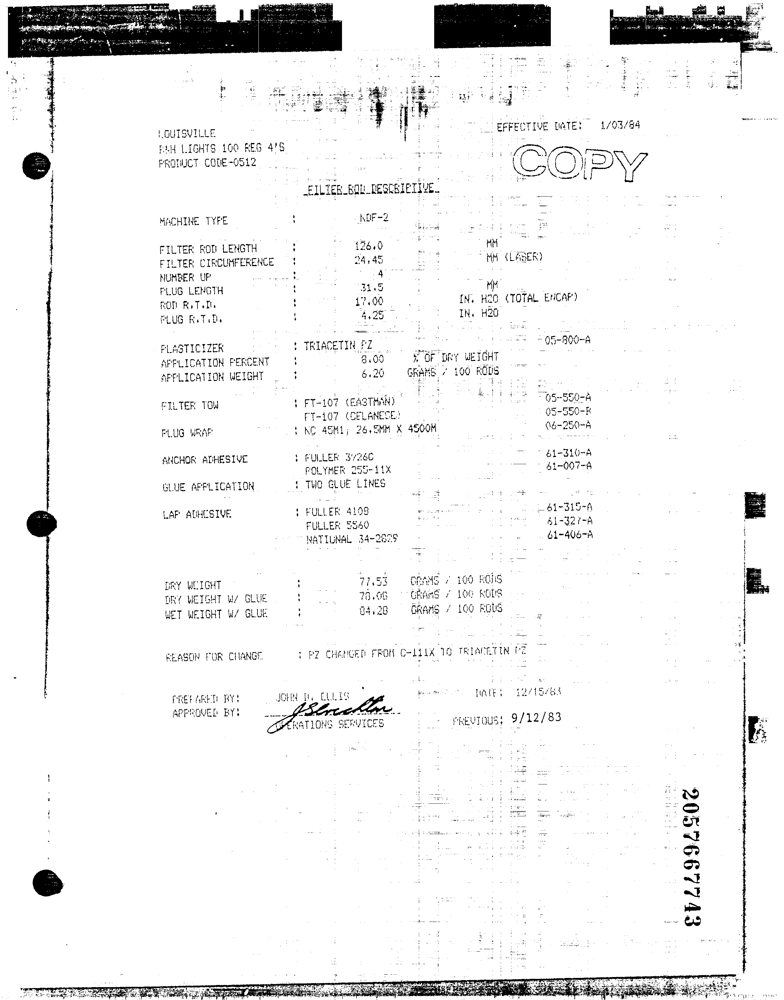 EFFECTIVE DATE: 1/03/84
LOUISVILLE
LIGHTS 100 REG 4'S
PRODUCT CODE-0512
COPY
FILTER ROD DESCRIPTIVE
MACHINE TYPE : KDF-2
FILTER ROD LENGTH : 126.0 MM
FILTER CIRCUMFERENCE : 24.45 MM (LASER)
NUMBER UP : 4
PLUG LENGTH : 31.5 MM
ROD R.T.D. : 17.00 IN. H2O (TOTAL ENCAP)
PLUG R.T.D. : 4.25 IN. H2O
PLASTICIZER : TRIACETIN PZ 05-800-A
APPLICATION PERCENT : 8.00 % OF DRY WEIGHT
APPLICATION WEIGHT : 6.20 GRAMS / 100 RODS
FILTER TOW : FT-107 (EASTMAN) 05-550-A
FT-107 (CELANESE) 05-550-
PLUG WRAP : KC 45M1, 26.5MM X 4500M 06-250-A
ANCHOR ADHESIVE : FULLER 3726C 61-310-A
POLYMER 255-11X 61-007-A
GLUE APPLICATION : TWO GLUE LINES
LAP ADHESIVE : FULLER 4108 61-315-A
FULLER 5560 61-327-A
NATIONAL 34-2829 61-406-A
DRY WEIGHT : 77.53 GRAMS / 100 RODS
DRY WEIGHT W/ GLUE : 78.08 GRAMS / 100 RODS
WET WEIGHT W/ GLUE : 84.28 GRAMS / 100 RODS
REASON FOR CHANGE : PZ CHANGED FROM C-111X TO TRIACETIN PZ
PREPARED BY: JOHN D. ELLIS DATE: 12/15/83
APPROVED BY:
OPERATIONS SERVICES PREVIOUS: 9/12/83
2057667743